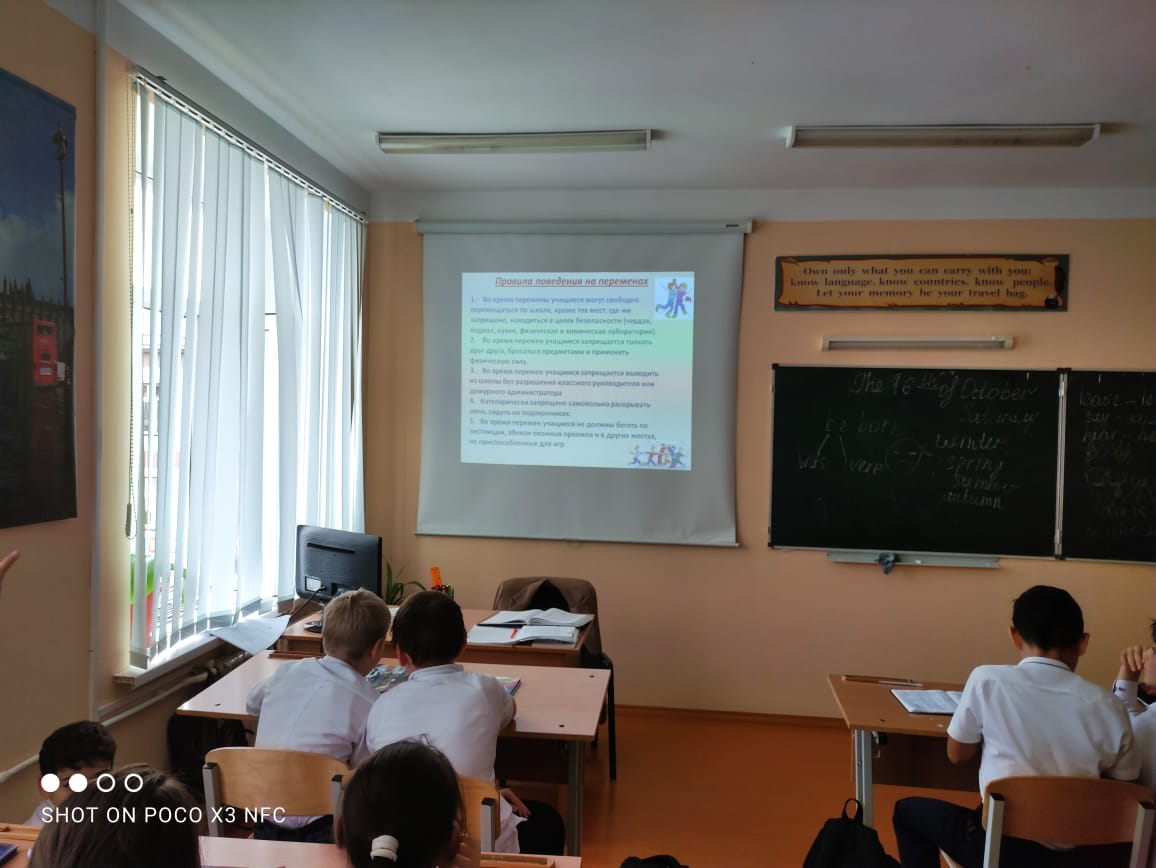 Правила поведения на переменах
1. Во время перемены учащиеся могут свободно
перемещаться по школе, кроме тех мест, где им
запрещено, находиться в целях безопасности (чердак,
подвал, кухня, физическая и химическая лаборатории).
2. Во время перемен учащимся запрещается толкать
друг друга, бросаться предметами и применять
физическую силу.
3. Во время перемен учащимся запрещается выходить
из школы без разрешения классного руководителя или
дежурного администратора
4. Категорически запрещено самовольно раскрывать
окна, сидеть на подоконниках.
5. Во время перемен учащиеся не должны бегать по
лестницам, вблизи оконных проемов и в других местах,
не приспособленных для игр
Own only what you can carry with you;
know language, know countries, know people.
Let your memory be your travel bag.
The 16th of October
Saturday
be
was were
winter
spring
summer
autumn
SHOT ON POCO X3 NFC